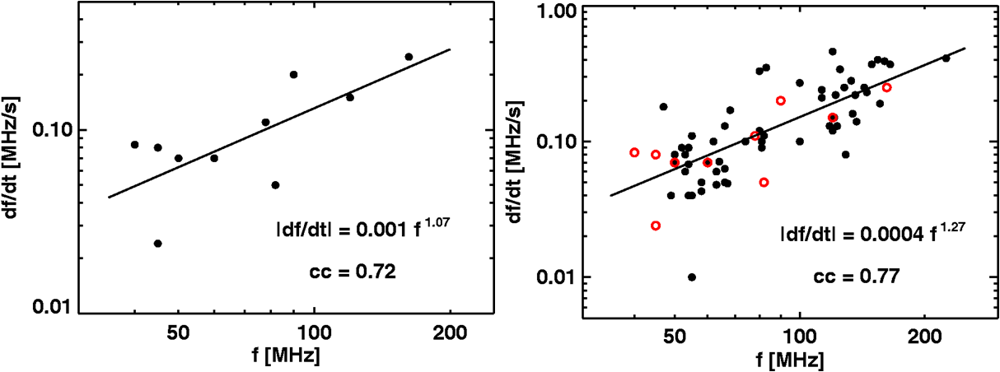 0.10
0.01
df/dt [MHz/s]
|df/dt| = 0.001 f 1.07
cc = 0.72
50 100 200
f [MHz]
1.00
0.10
0.01
df/dt [MHz/s]
|df/dt| = 0.0004 f 1.27
cc = 0.77
50 100 200
f [MHz]